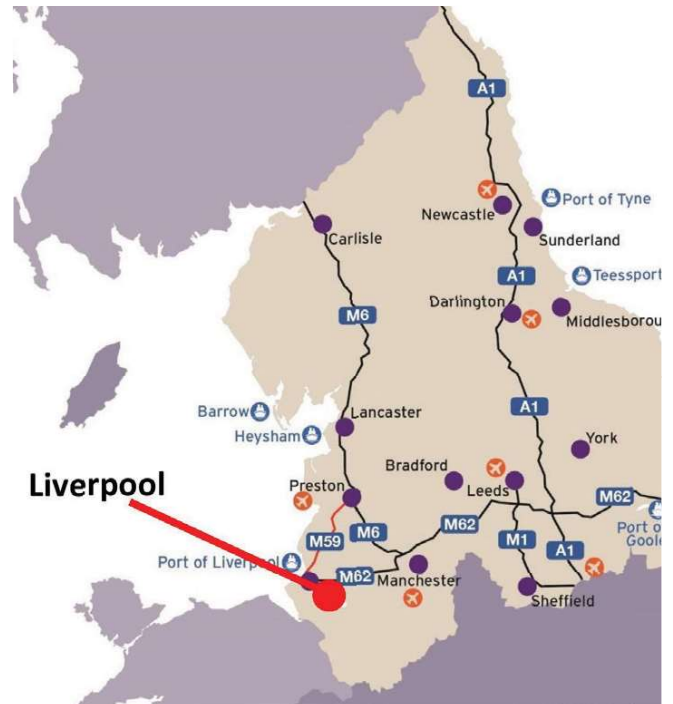 A1
Newcastle
Port of Tyne
Carlisle
Sunderland
A1
Teesport
Darlington
M6
Middlesborou
A1
Barrow
Lancaster
Heysham
York
Liverpool
Preston
Bradford
Leeds
M62
M59
M6
M62
M1
A1
Port o
Goole
Port of Liverpool
M62
Manchester
Sheffield